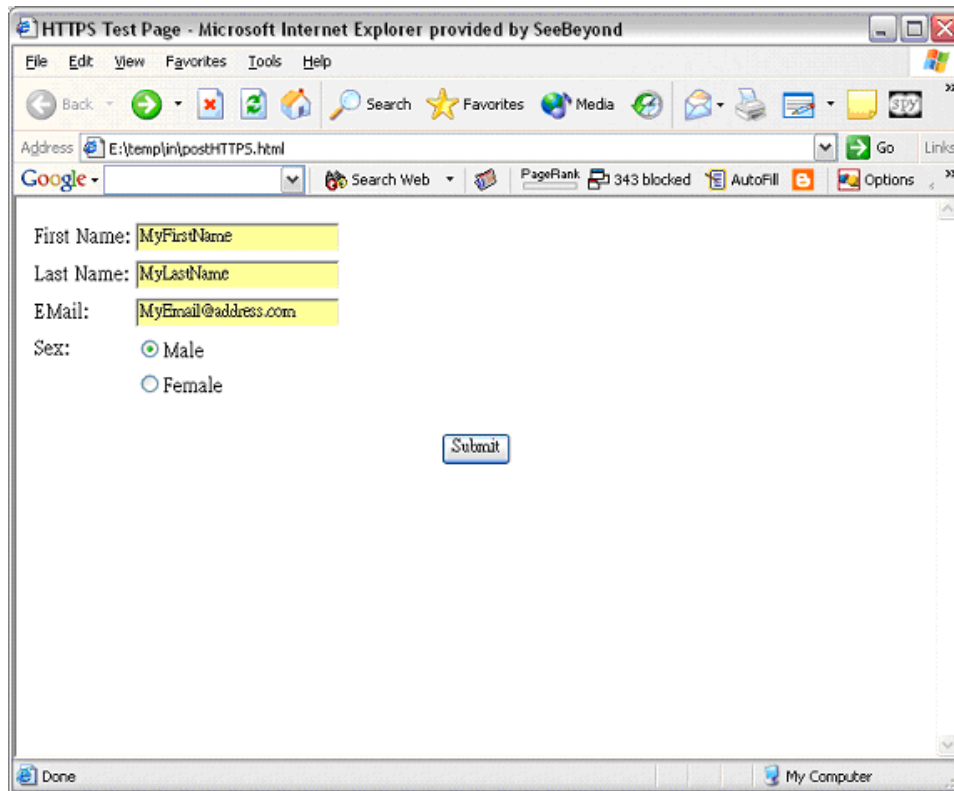 HTTPS Test Page - Microsoft Internet Explorer provided by SeeBeyond
File Edit View Favorites Tools Help
Back Search Favorites Media spy »
Address E:\temp\in\postHTTPS.html Go Links
Google Search Web PageRank 343 blocked AutoFill Options »
First Name: MyFirstName
Last Name: MyLastName
EMail: MyEmail@address.com
Sex: Male
Female
Submit
Done My Computer